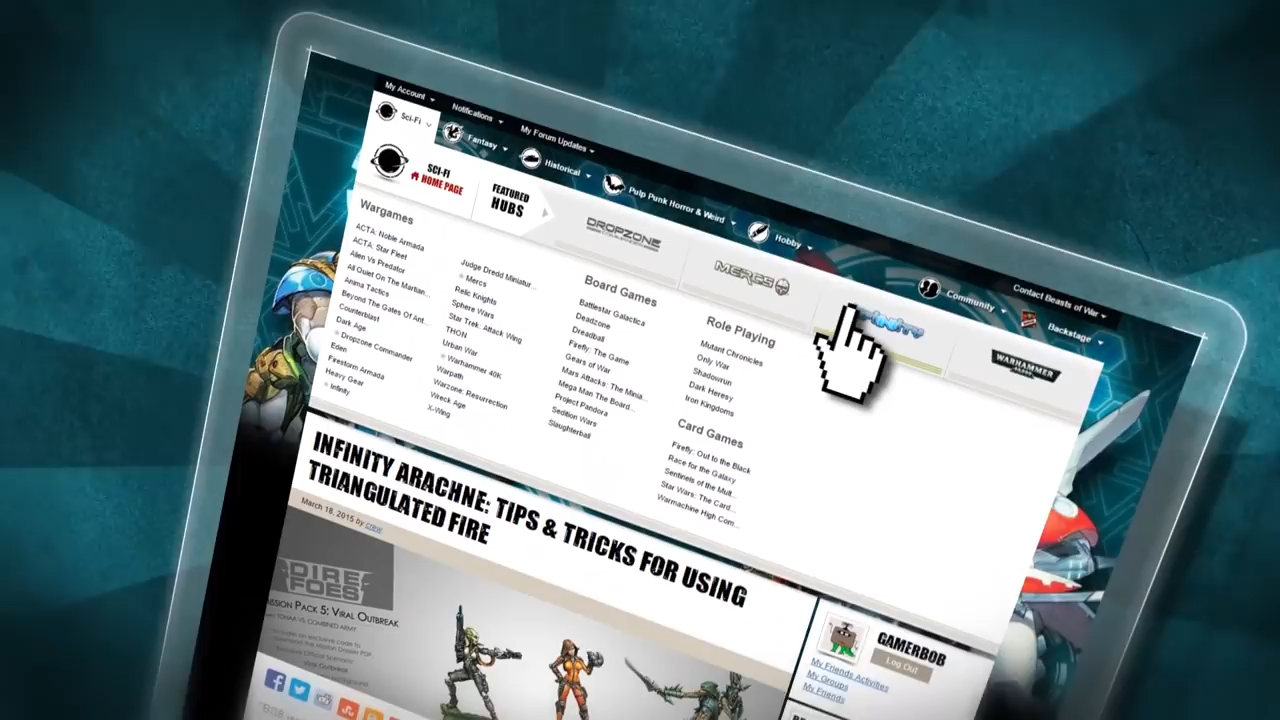 My Account
Notifications
My Forum Updates
Contact Beasts of War
Sci-Fi
Fantasy
Historical
Pulp Punk Horror & Weird
Hobby
Community
Backstage
SCI-FI
HOME PAGE
FEATURED
HUBS
DROPZONE
MERCS
WARHAMMER
Wargames
ACTA: Noble Armada
ACTA: Star Fleet
Alien Vs Predator
All Quiet On The Martian...
Anima Tactics
Beyond The Gates Of Ant...
Counterblast
Dark Age
Dropzone Commander
Eden
Firestorm Armada
Heavy Gear
Infinity
Judge Dredd Miniatur...
Mercs
Relic Knights
Sphere Wars
Star Trek: Attack Wing
THON
Urban War
Warhammer 40K
Warpath
Warzone: Resurrection
Wreck Age
X-Wing
Board Games
Battlestar Galactica
Deadzone
Dreadball
Firefly: The Game
Gears of War
Mars Attacks: The Minia...
Mega Man The Board...
Project Pandora
Sedition Wars
Slaughterball
Role Playing
Mutant Chronicles
Only War
Shadowrun
Dark Heresy
Iron Kingdoms
Card Games
Firefly: Out to the Black
Race for the Galaxy
Sentinels of the Mult...
Star Wars: The Card...
Warmachine High Com...
INFINITY ARACHNE: TIPS & TRICKS FOR USING
TRIANGULATED FIRE
March 18, 2015 by crew
DIRE
FOES
MISSION PACK 5: VIRAL OUTBREAK
GAMERBOB
Log Out
My Friends Activities
My Groups
My Friends